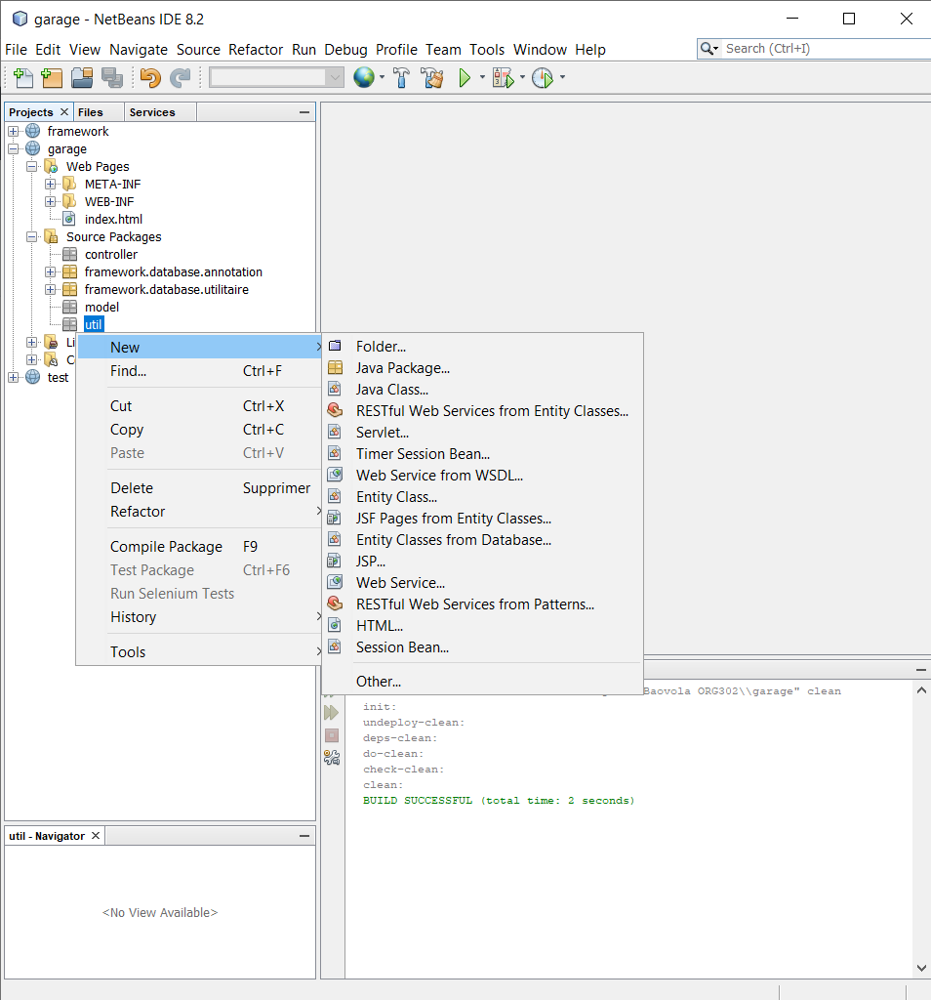 garage - NetBeans IDE 8.2
File Edit View Navigate Source Refactor Run Debug Profile Team Tools Window Help
Search (Ctrl+I)
Projects Files Services
framework
garage
Web Pages
META-INF
WEB-INF
index.html
Source Packages
controller
framework.database.annotation
framework.database.utilitaire
model
util
test
New
Find... Ctrl+F
Cut Ctrl+X
Copy Ctrl+C
Paste Ctrl+V
Delete Supprimer
Refactor
Compile Package F9
Test Package Ctrl+F6
Run Selenium Tests
History
Tools
Folder...
Java Package...
Java Class...
RESTful Web Services from Entity Classes...
Servlet...
Timer Session Bean...
Web Service from WSDL...
Entity Class...
JSF Pages from Entity Classes...
Entity Classes from Database...
JSP...
Web Service...
RESTful Web Services from Patterns...
HTML...
Session Bean...
Other...
Baovola ORG302\\garage" clean
init:
undeploy-clean:
deps-clean:
do-clean:
check-clean:
clean:
BUILD SUCCESSFUL (total time: 2 seconds)
util - Navigator
<No View Available>